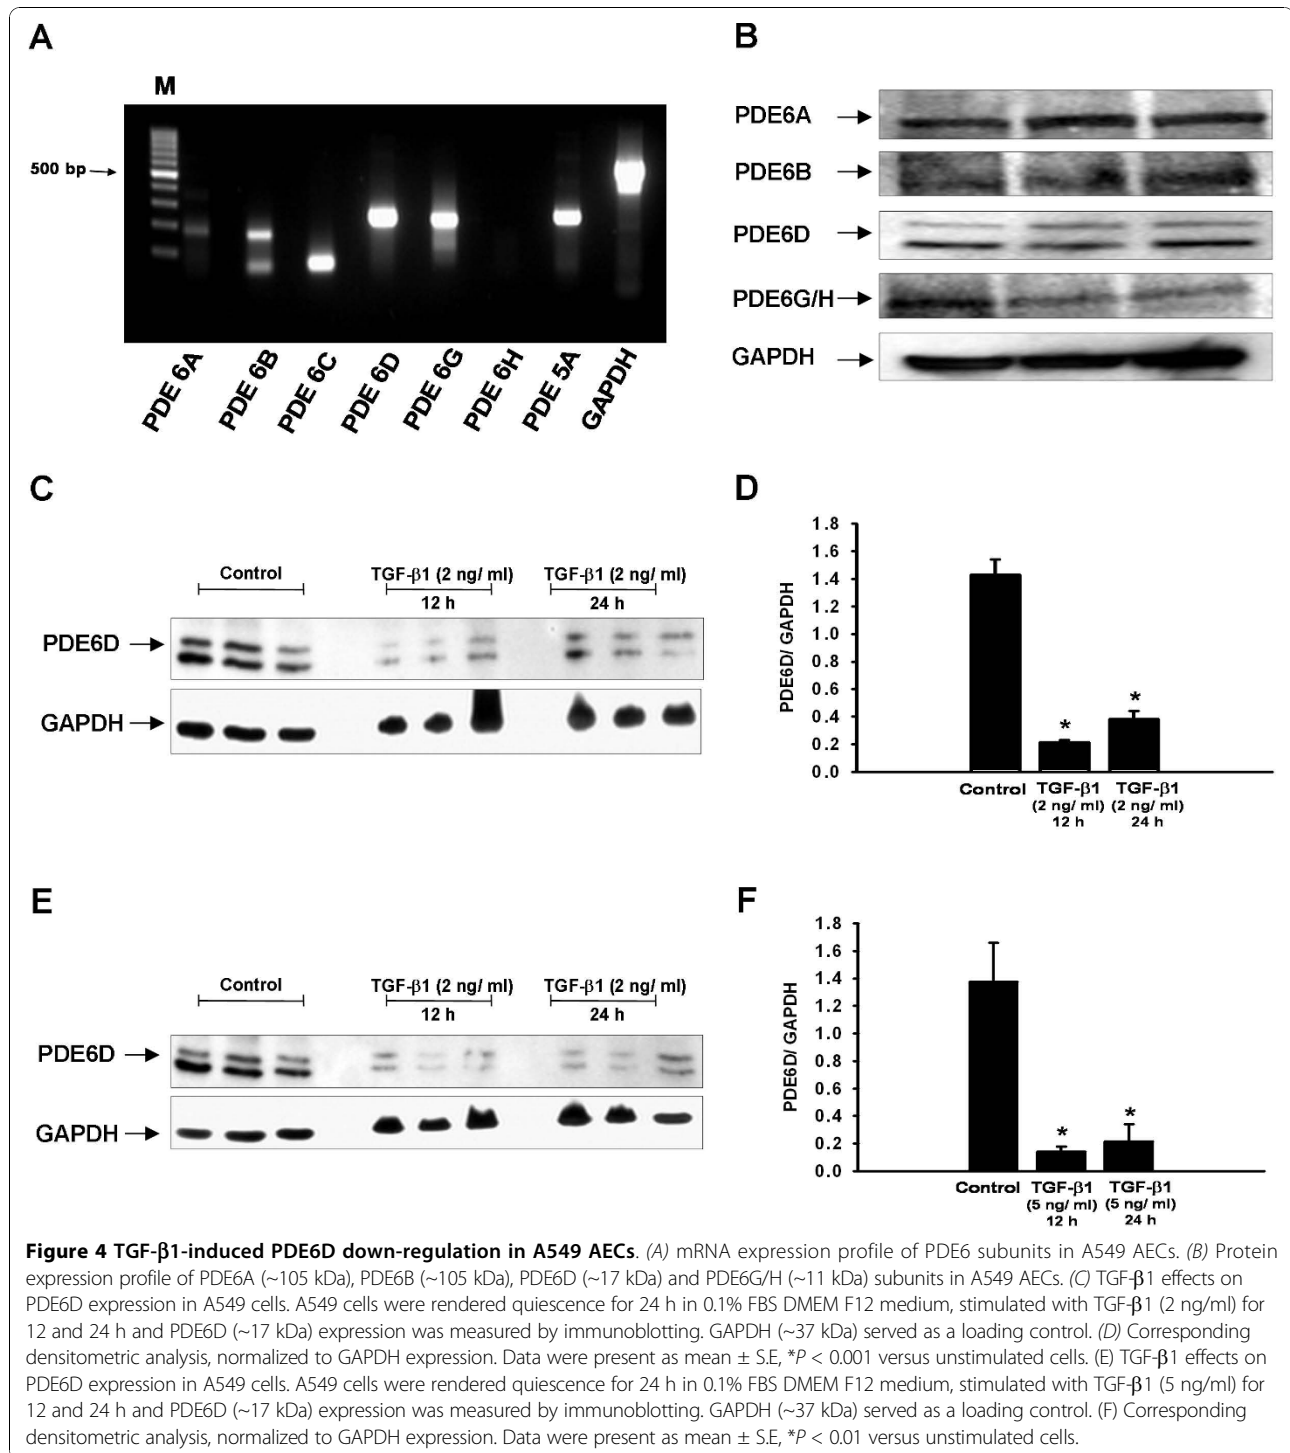 A
M
500 bp
PDE 6A
PDE 6B
PDE 6C
PDE 6D
PDE 6G
PDE 6H
PDE 5A
GAPDH
B
PDE6A
PDE6B
PDE6D
PDE6G/H
GAPDH
C
Control
TGF-β1 (2 ng/ ml)
12 h
TGF-β1 (2 ng/ ml)
24 h
PDE6D
GAPDH
D
PDE6D/ GAPDH
1.8
1.6
1.4
1.2
1.0
0.8
0.6
0.4
0.2
0.0
*
*
Control
TGF-β1
(2 ng/ ml)
12 h
TGF-β1
(2 ng/ ml)
24 h
E
Control
TGF-β1 (2 ng/ ml)
12 h
TGF-β1 (2 ng/ ml)
24 h
PDE6D
GAPDH
F
PDE6D/ GAPDH
1.8
1.6
1.4
1.2
1.0
0.8
0.6
0.4
0.2
0.0
*
*
Control
TGF-β1
(5 ng/ ml)
12 h
TGF-β1
(5 ng/ ml)
24 h
Figure 4 TGF-β1-induced PDE6D down-regulation in A549 AECs. (A) mRNA expression profile of PDE6 subunits in A549 AECs. (B) Protein
expression profile of PDE6A (~105 kDa), PDE6B (~105 kDa), PDE6D (~17 kDa) and PDE6G/H (~11 kDa) subunits in A549 AECs. (C) TGF-β1 effects on
PDE6D expression in A549 cells. A549 cells were rendered quiescence for 24 h in 0.1% FBS DMEM F12 medium, stimulated with TGF-β1 (2 ng/ml) for
12 and 24 h and PDE6D (~17 kDa) expression was measured by immunoblotting. GAPDH (~37 kDa) served as a loading control. (D) Corresponding
densitometric analysis, normalized to GAPDH expression. Data were present as mean ± S.E, *P < 0.001 versus unstimulated cells. (E) TGF-β1 effects on
PDE6D expression in A549 cells. A549 cells were rendered quiescence for 24 h in 0.1% FBS DMEM F12 medium, stimulated with TGF-β1 (5 ng/ml) for
12 and 24 h and PDE6D (~17 kDa) expression was measured by immunoblotting. GAPDH (~37 kDa) served as a loading control. (F) Corresponding
densitometric analysis, normalized to GAPDH expression. Data were present as mean ± S.E, *P < 0.01 versus unstimulated cells.